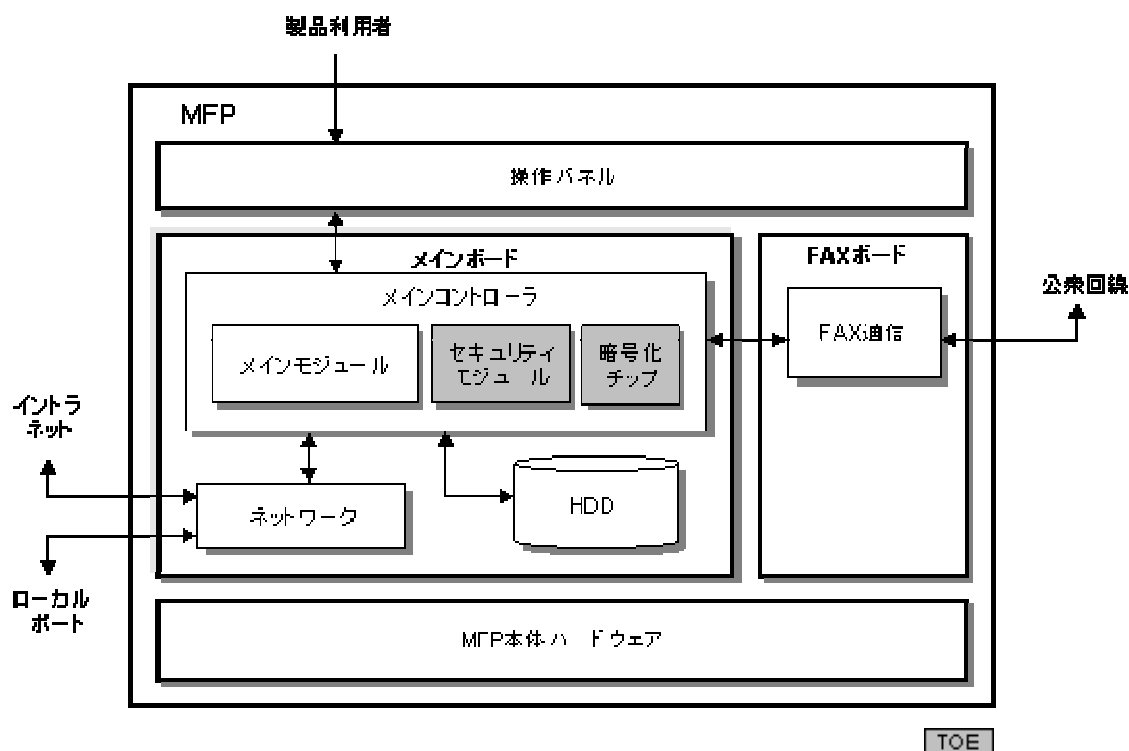 製品利用者
MFP
操作パネル
メインボード
FAXボード
メインコントローラ
公衆回線
FAX通信
メインモジュール
セキュリティ
モジュール
暗号化
チップ
イントラ
ネット
ネットワーク
HDD
ローカル
ポート
MFP本体ハードウェア
TOE